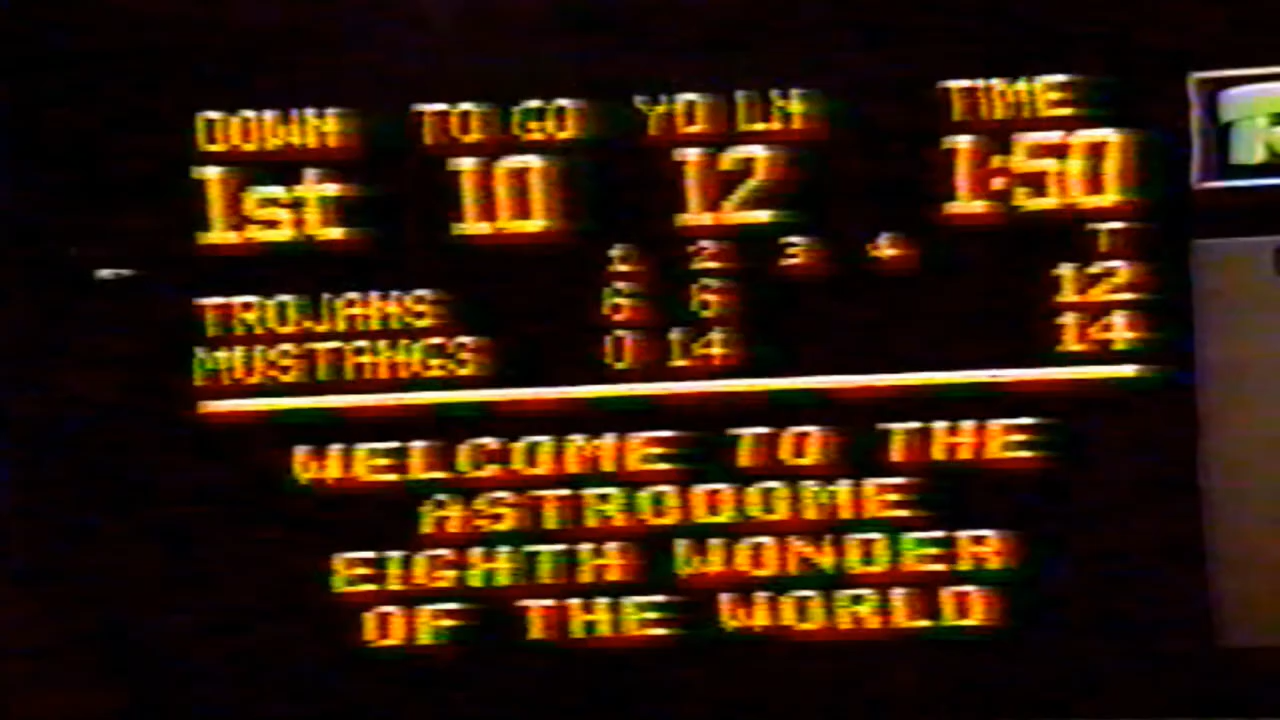 DOWN TO GO YD LN TIME
1st 10 12 1:50
1 2 3 4 T
TROJANS 6 6 12
MUSTANGS 0 14 14
WELCOME TO THE
ASTRODOME
EIGHTH WONDER
OF THE WORLD